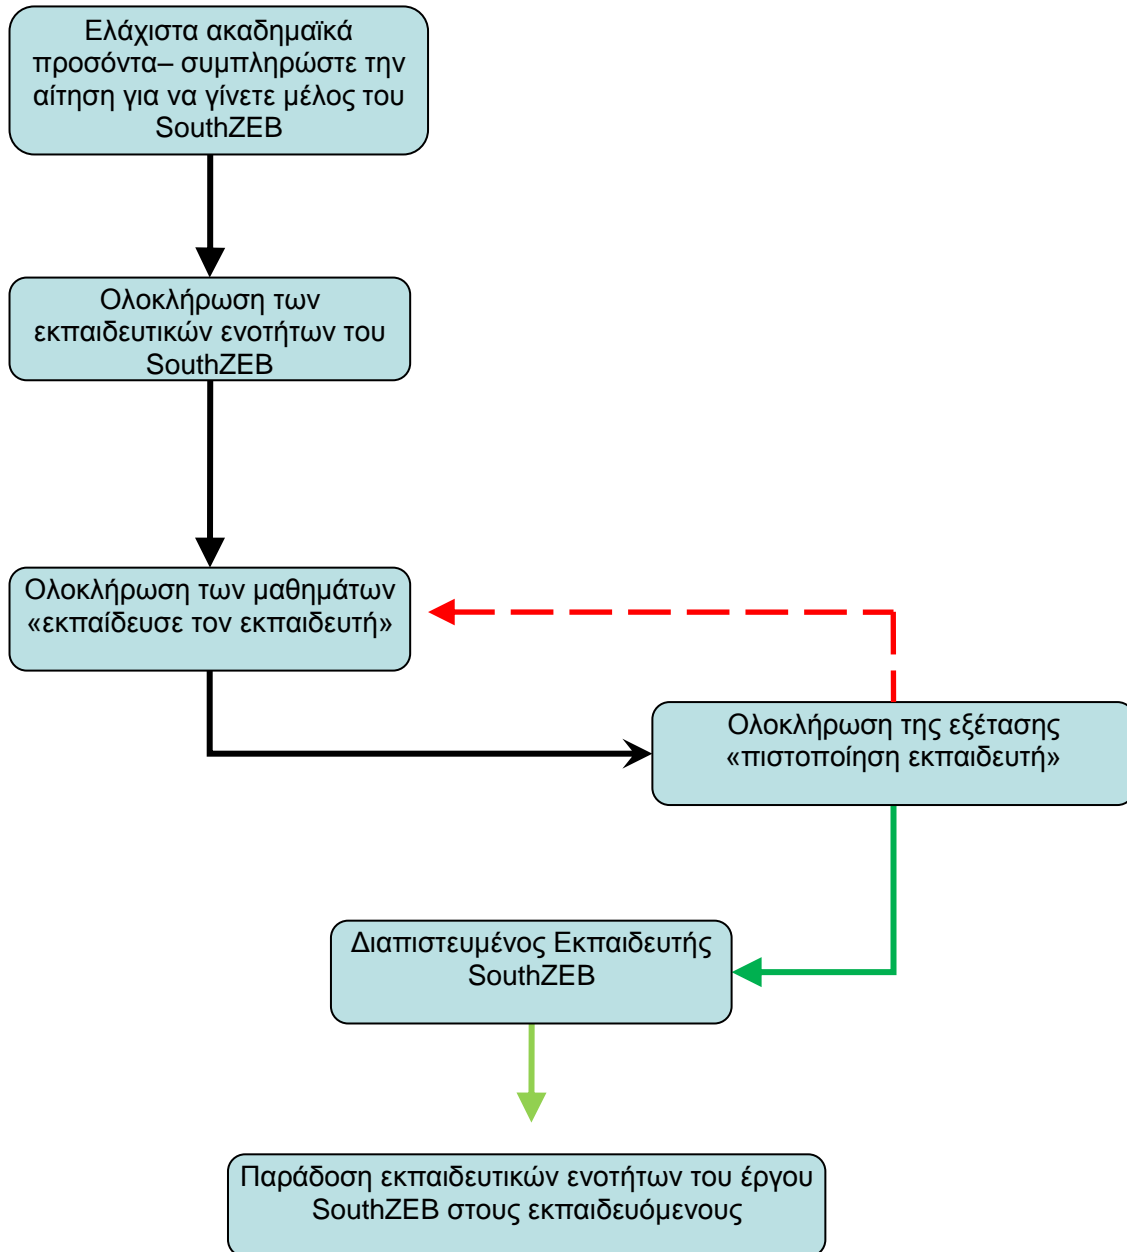 Ελάχιστα ακαδημαϊκά
προσόντα– συμπληρώστε την
αίτηση για να γίνετε μέλος του
SouthZEB
Ολοκλήρωση των
εκπαιδευτικών ενοτήτων του
SouthZEB
Ολοκλήρωση των μαθημάτων
«εκπαίδευσε τον εκπαιδευτή»
Ολοκλήρωση της εξέτασης
«πιστοποίηση εκπαιδευτή»
Διαπιστευμένος Εκπαιδευτής
SouthZEB
Παράδοση εκπαιδευτικών ενοτήτων του έργου
SouthZEB στους εκπαιδευόμενους